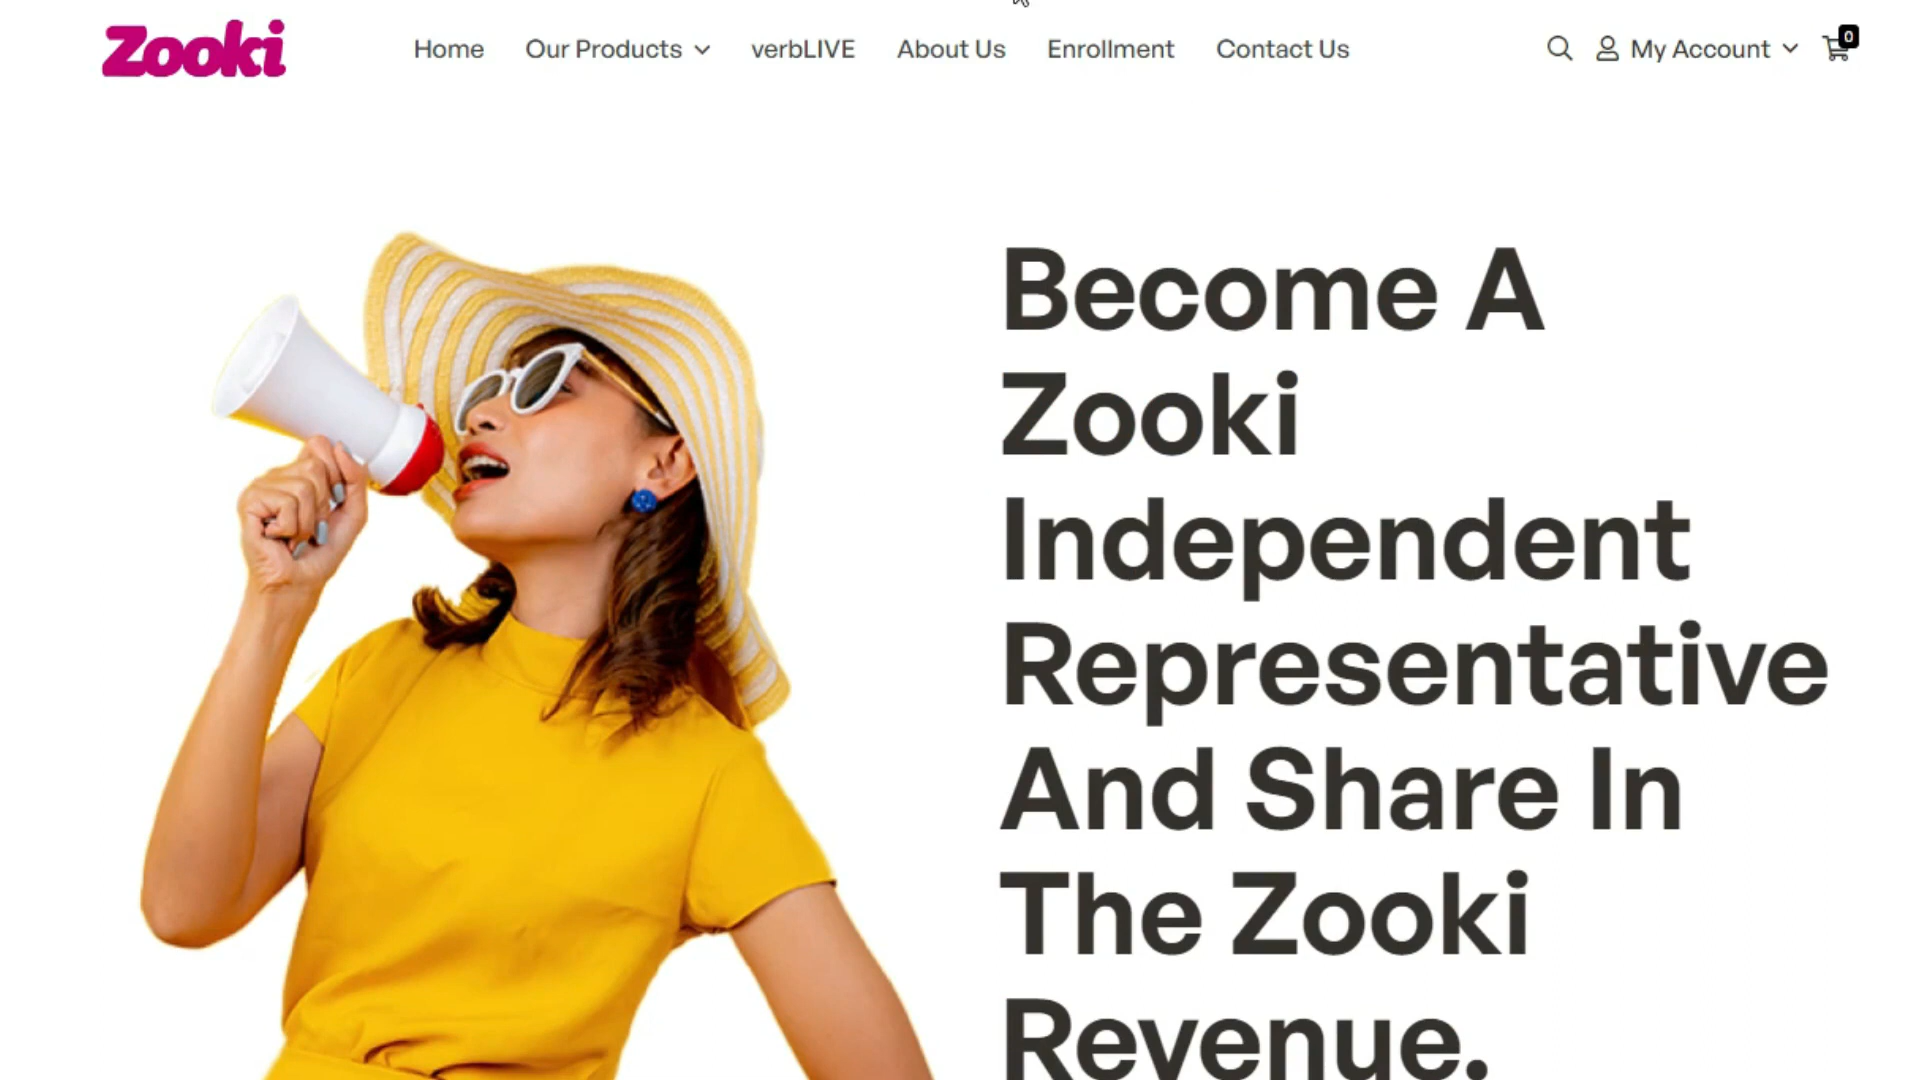 Zooki
Home Our Products verbLIVE About Us Enrollment Contact Us My Account 0
Become A
Zooki
Independent
Representative
And Share In
The Zooki
Revenue.